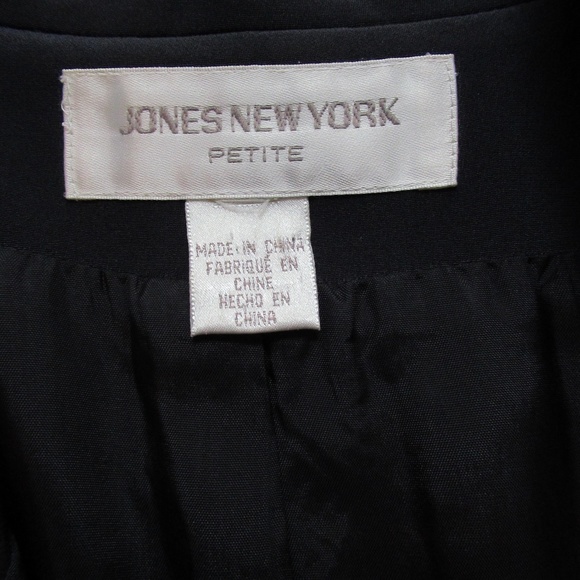 JONES NEW YORK
PETITE
MADE IN CHINA
FABRIQUÉ EN
CHINE
HECHO EN
CHINA